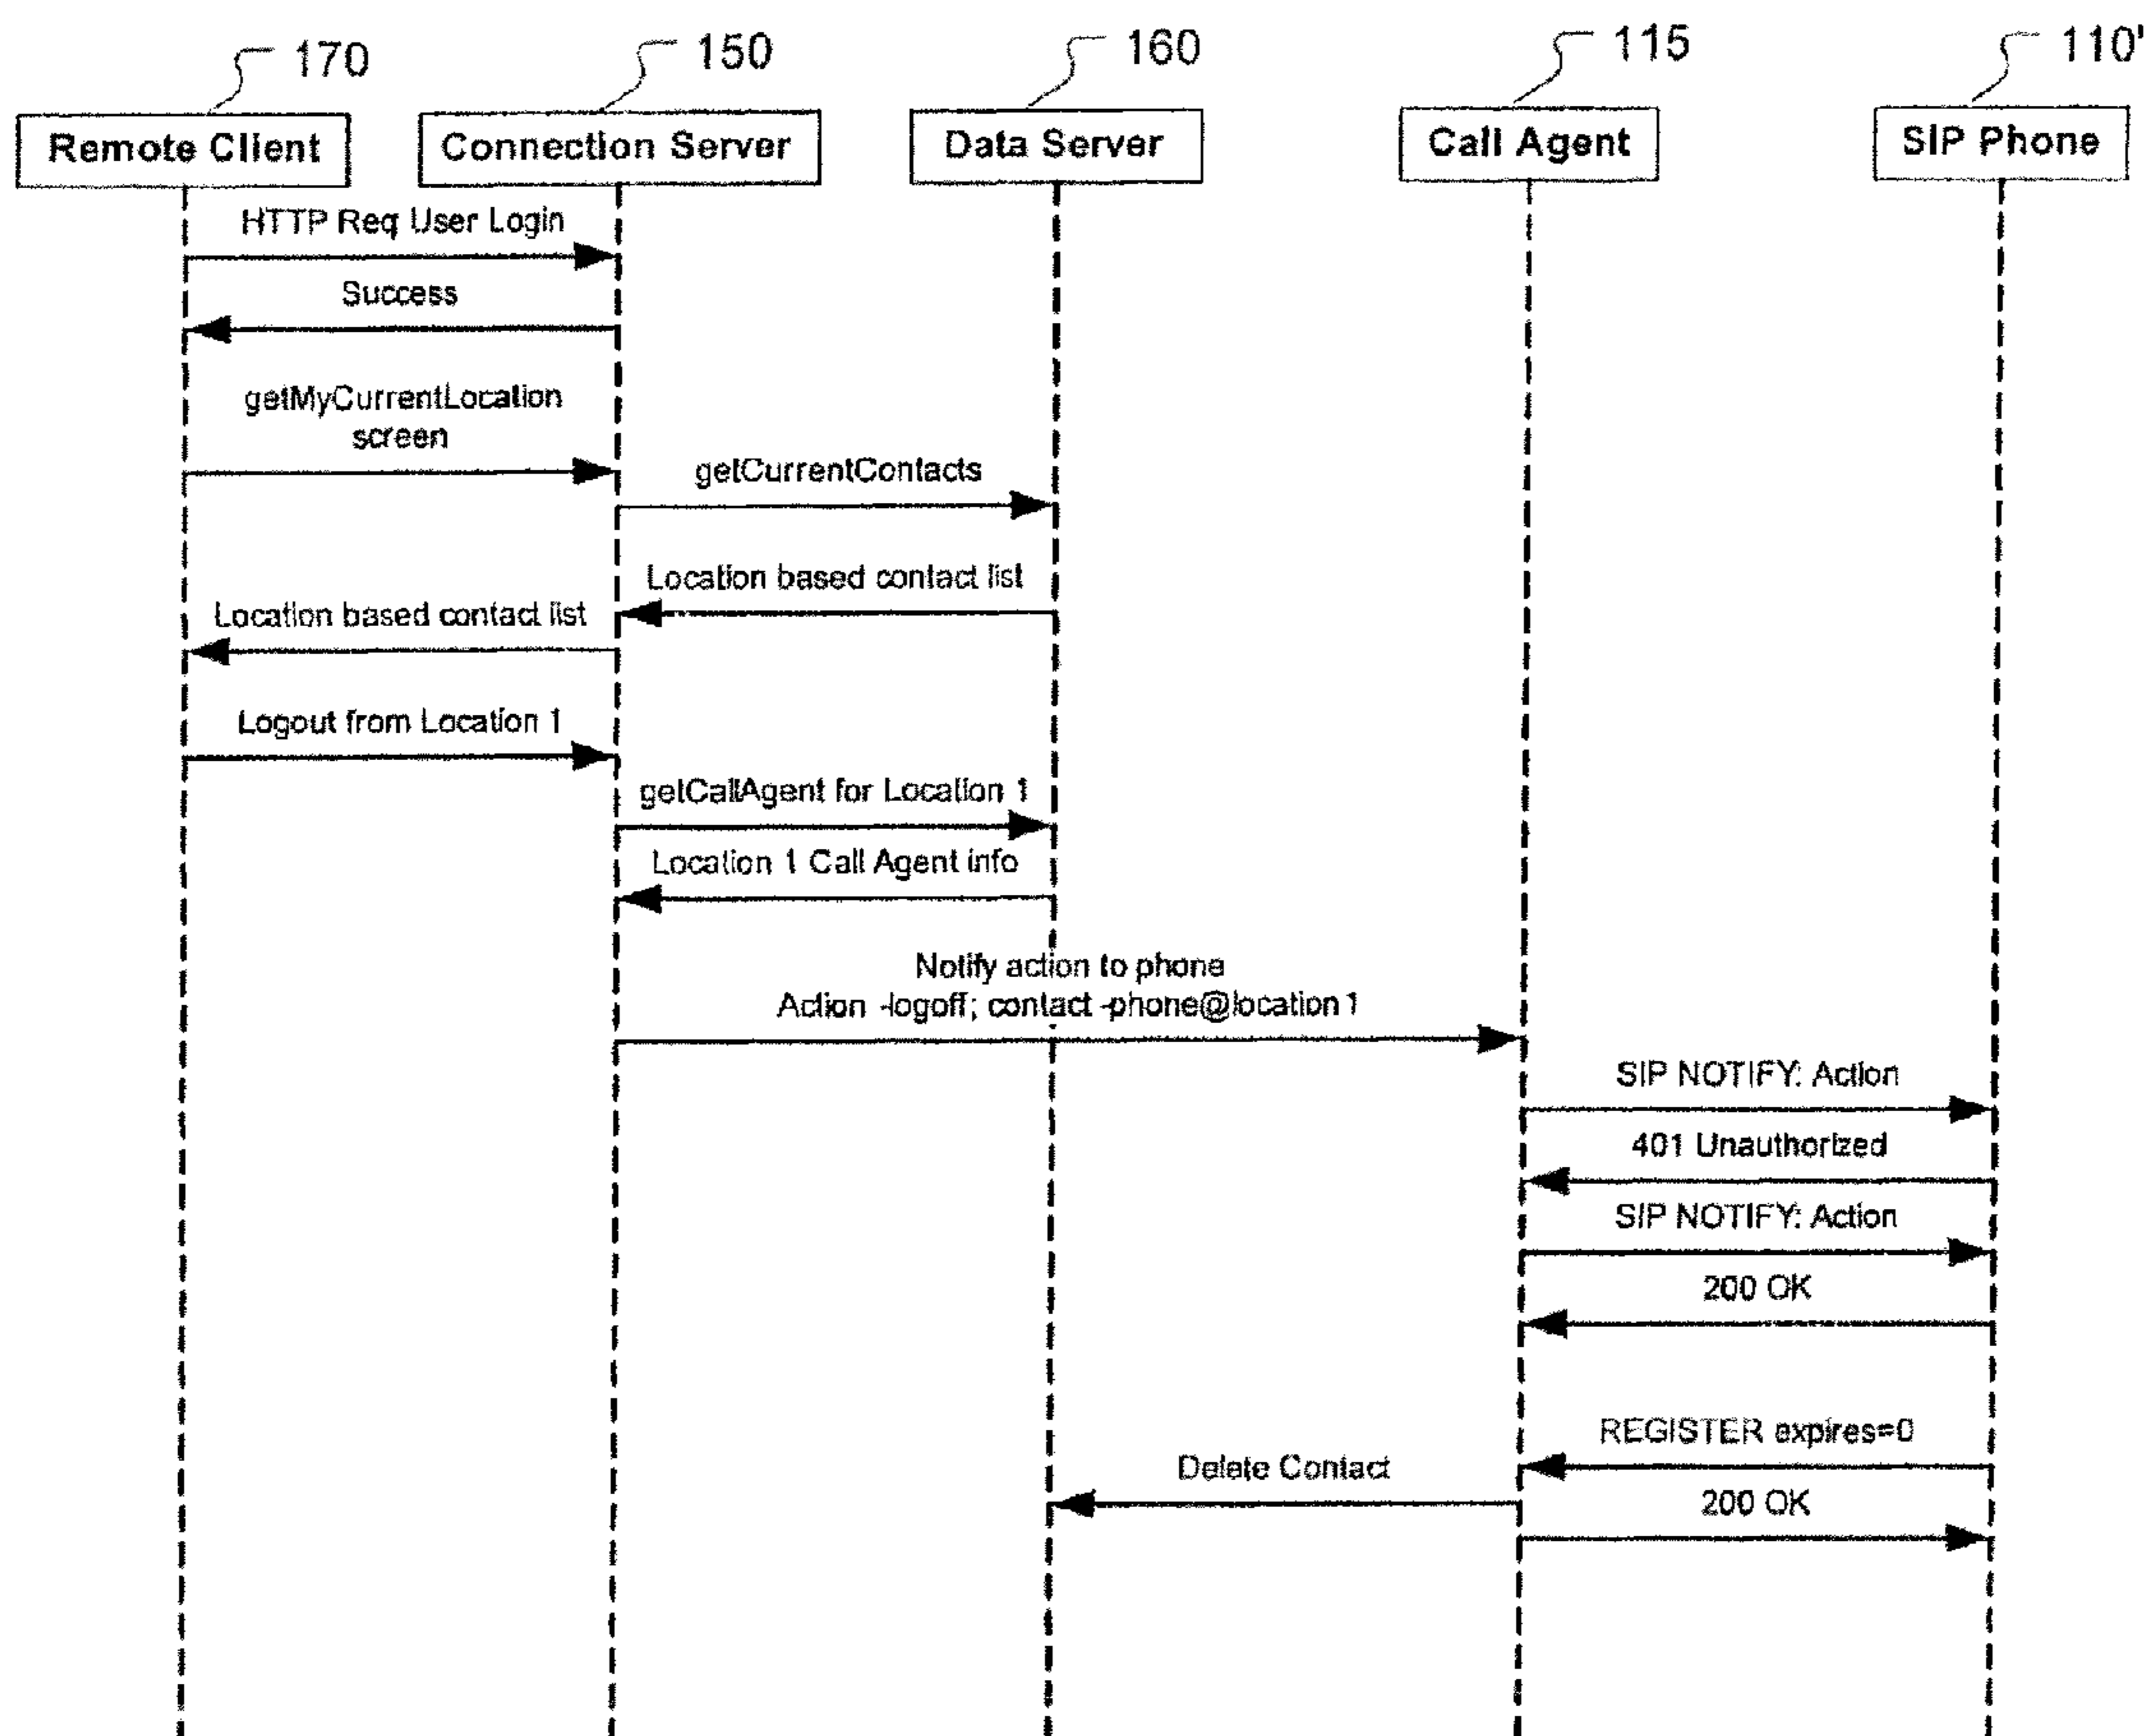 170
150
160
115
110'
Remote Client
Connection Server
Data Server
Call Agent
SIP Phone
HTTP Req User Login
Success
getMyCurrentLocation
screen
getCurrentContacts
Location based contact list
Location based contact list
Logout from Location 1
getCallAgent for Location 1
Location 1 Call Agent info
Notify action to phone
Action -logoff; contact -phone@location1
SIP NOTIFY: Action
401 Unauthorized
SIP NOTIFY: Action
200 OK
REGISTER expires=0
Delete Contact
200 OK